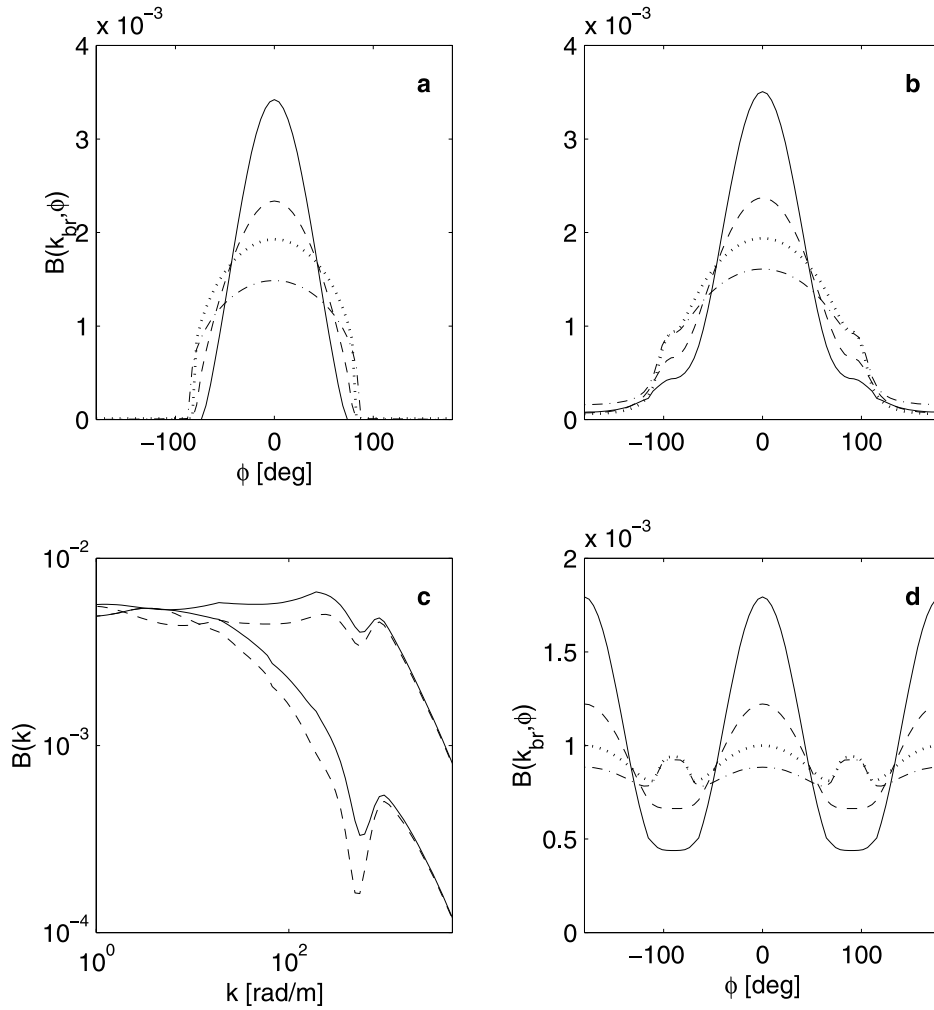 x 10⁻³
4
3
2
1
0
B(k_br,φ)
−100
0
100
φ [deg]
a
x 10⁻³
4
3
2
1
0
−100
0
100
b
10⁻²
10⁻³
10⁻⁴
B(k)
10⁰
10²
k [rad/m]
c
x 10⁻³
2
1.5
1
0.5
0
B(k_br,φ)
−100
0
100
φ [deg]
d